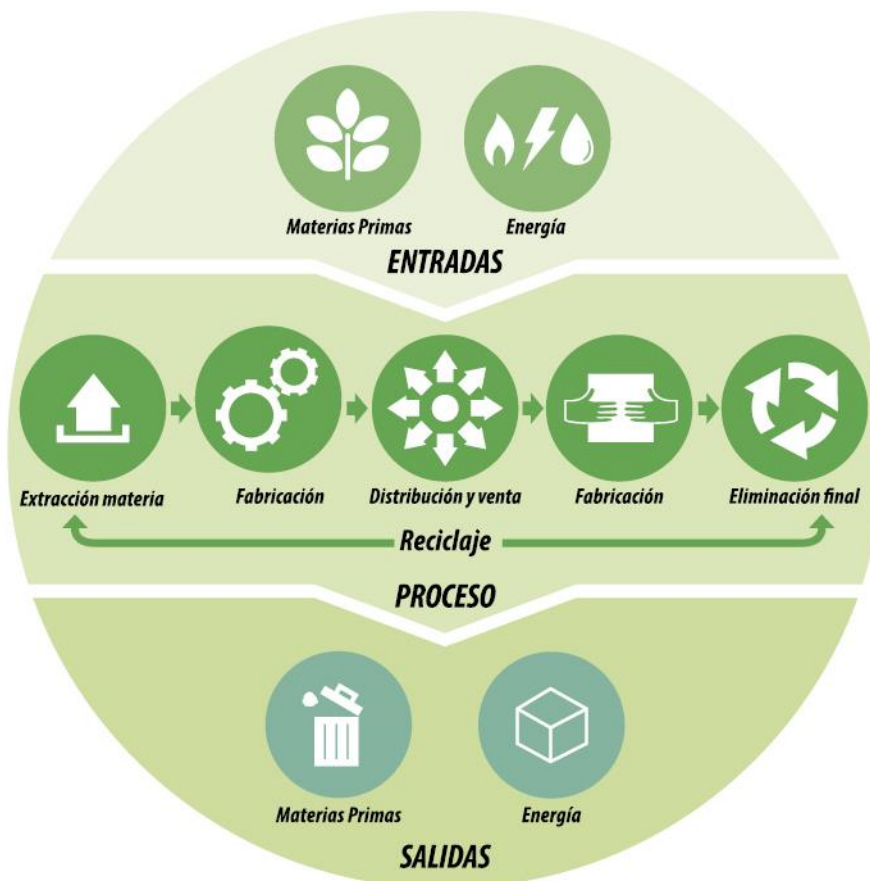 Materias Primas
Energía
ENTRADAS
Extracción materia
Fabricación
Distribución y venta
Fabricación
Eliminación final
Reciclaje
PROCESO
Materias Primas
Energía
SALIDAS